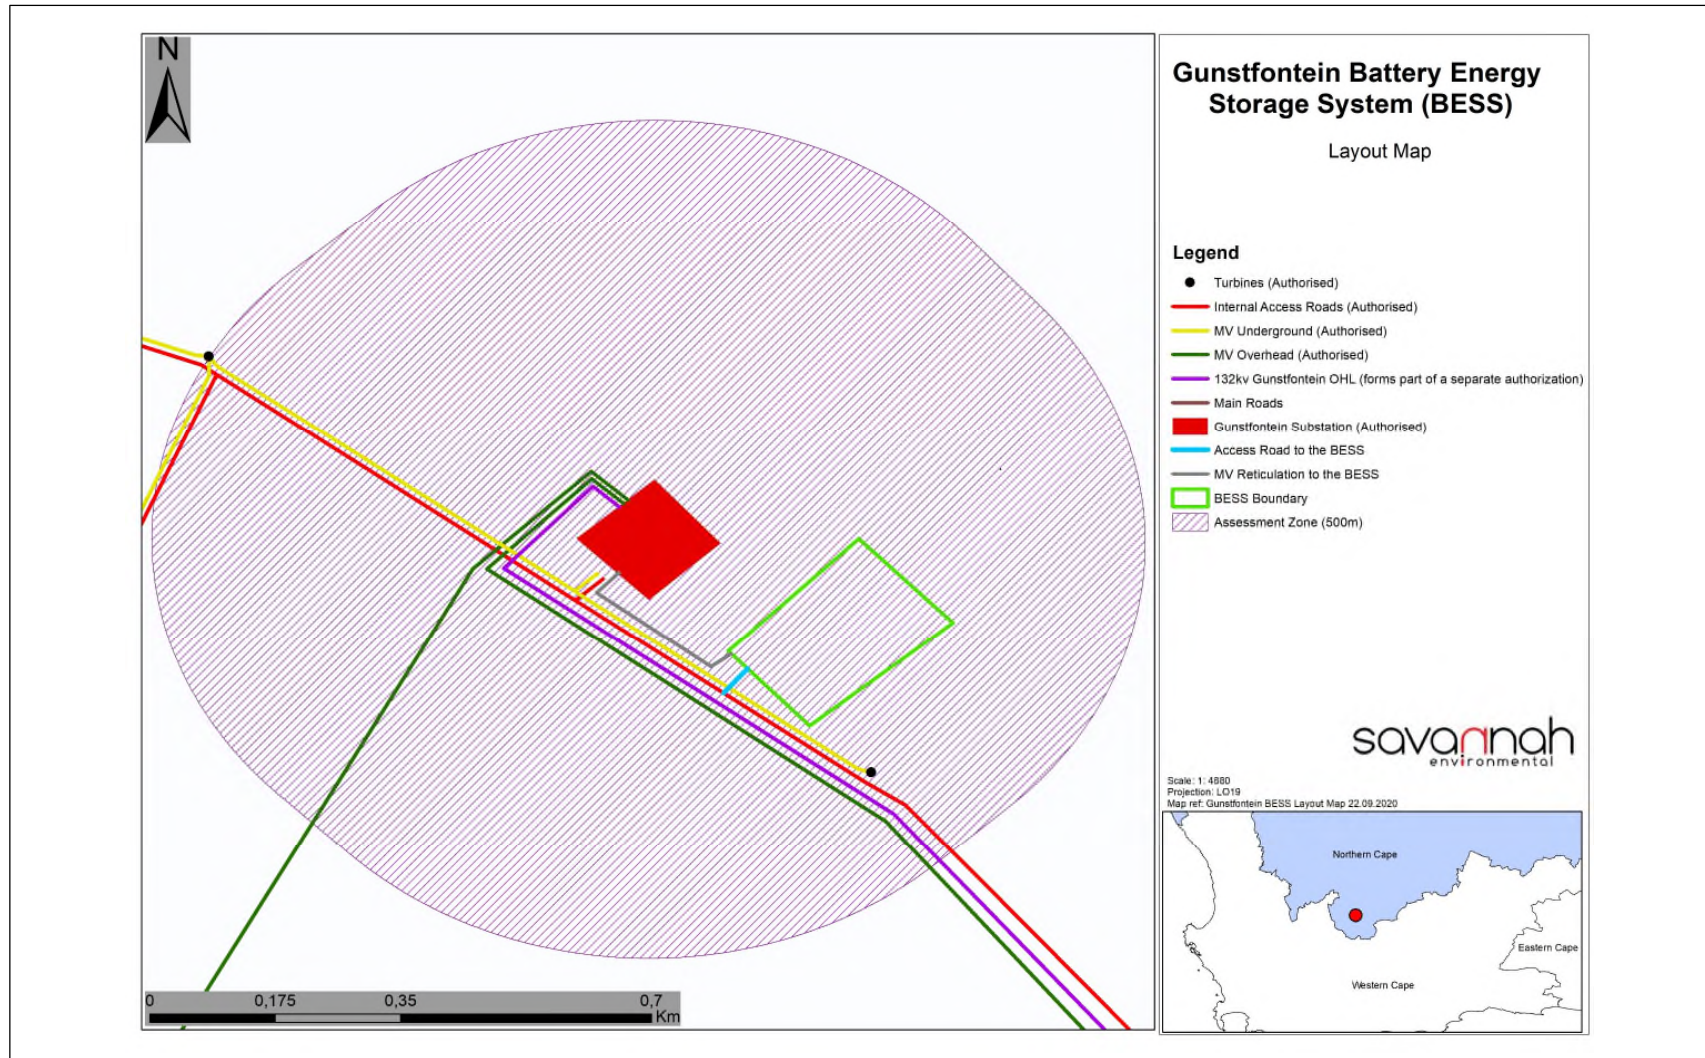 N
Gunstfontein Battery Energy
Storage System (BESS)
Layout Map
Legend
Turbines (Authorised)
Internal Access Roads (Authorised)
MV Underground (Authorised)
MV Overhead (Authorised)
132kv Gunstfontein OHL (forms part of a separate authorization)
Main Roads
Gunstfontein Substation (Authorised)
Access Road to the BESS
MV Reticulation to the BESS
BESS Boundary
Assessment Zone (500m)
savannah
environmental
Scale: 1: 4880
Projection: LO19
Map ref: Gunstfontein BESS Layout Map 22.09.2020
Northern Cape
Eastern Cape
Western Cape
0 0,175 0,35 0,7
Km